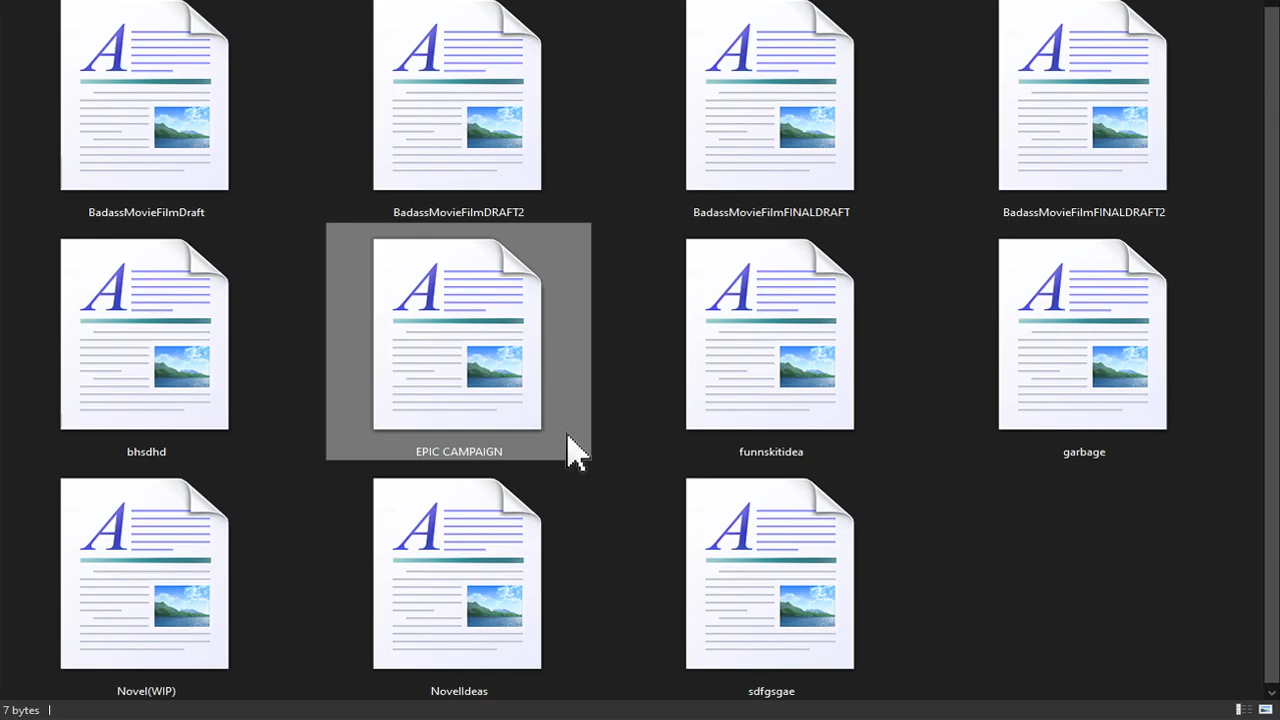 BadassMovieFilmDraft
BadassMovieFilmDRAFT2
BadassMovieFilmFINALDRAFT
BadassMovieFilmFINALDRAFT2
bhsdhd
EPIC CAMPAIGN
funnskitidea
garbage
Novel(WIP)
NovelIdeas
sdfgsgae
7 bytes